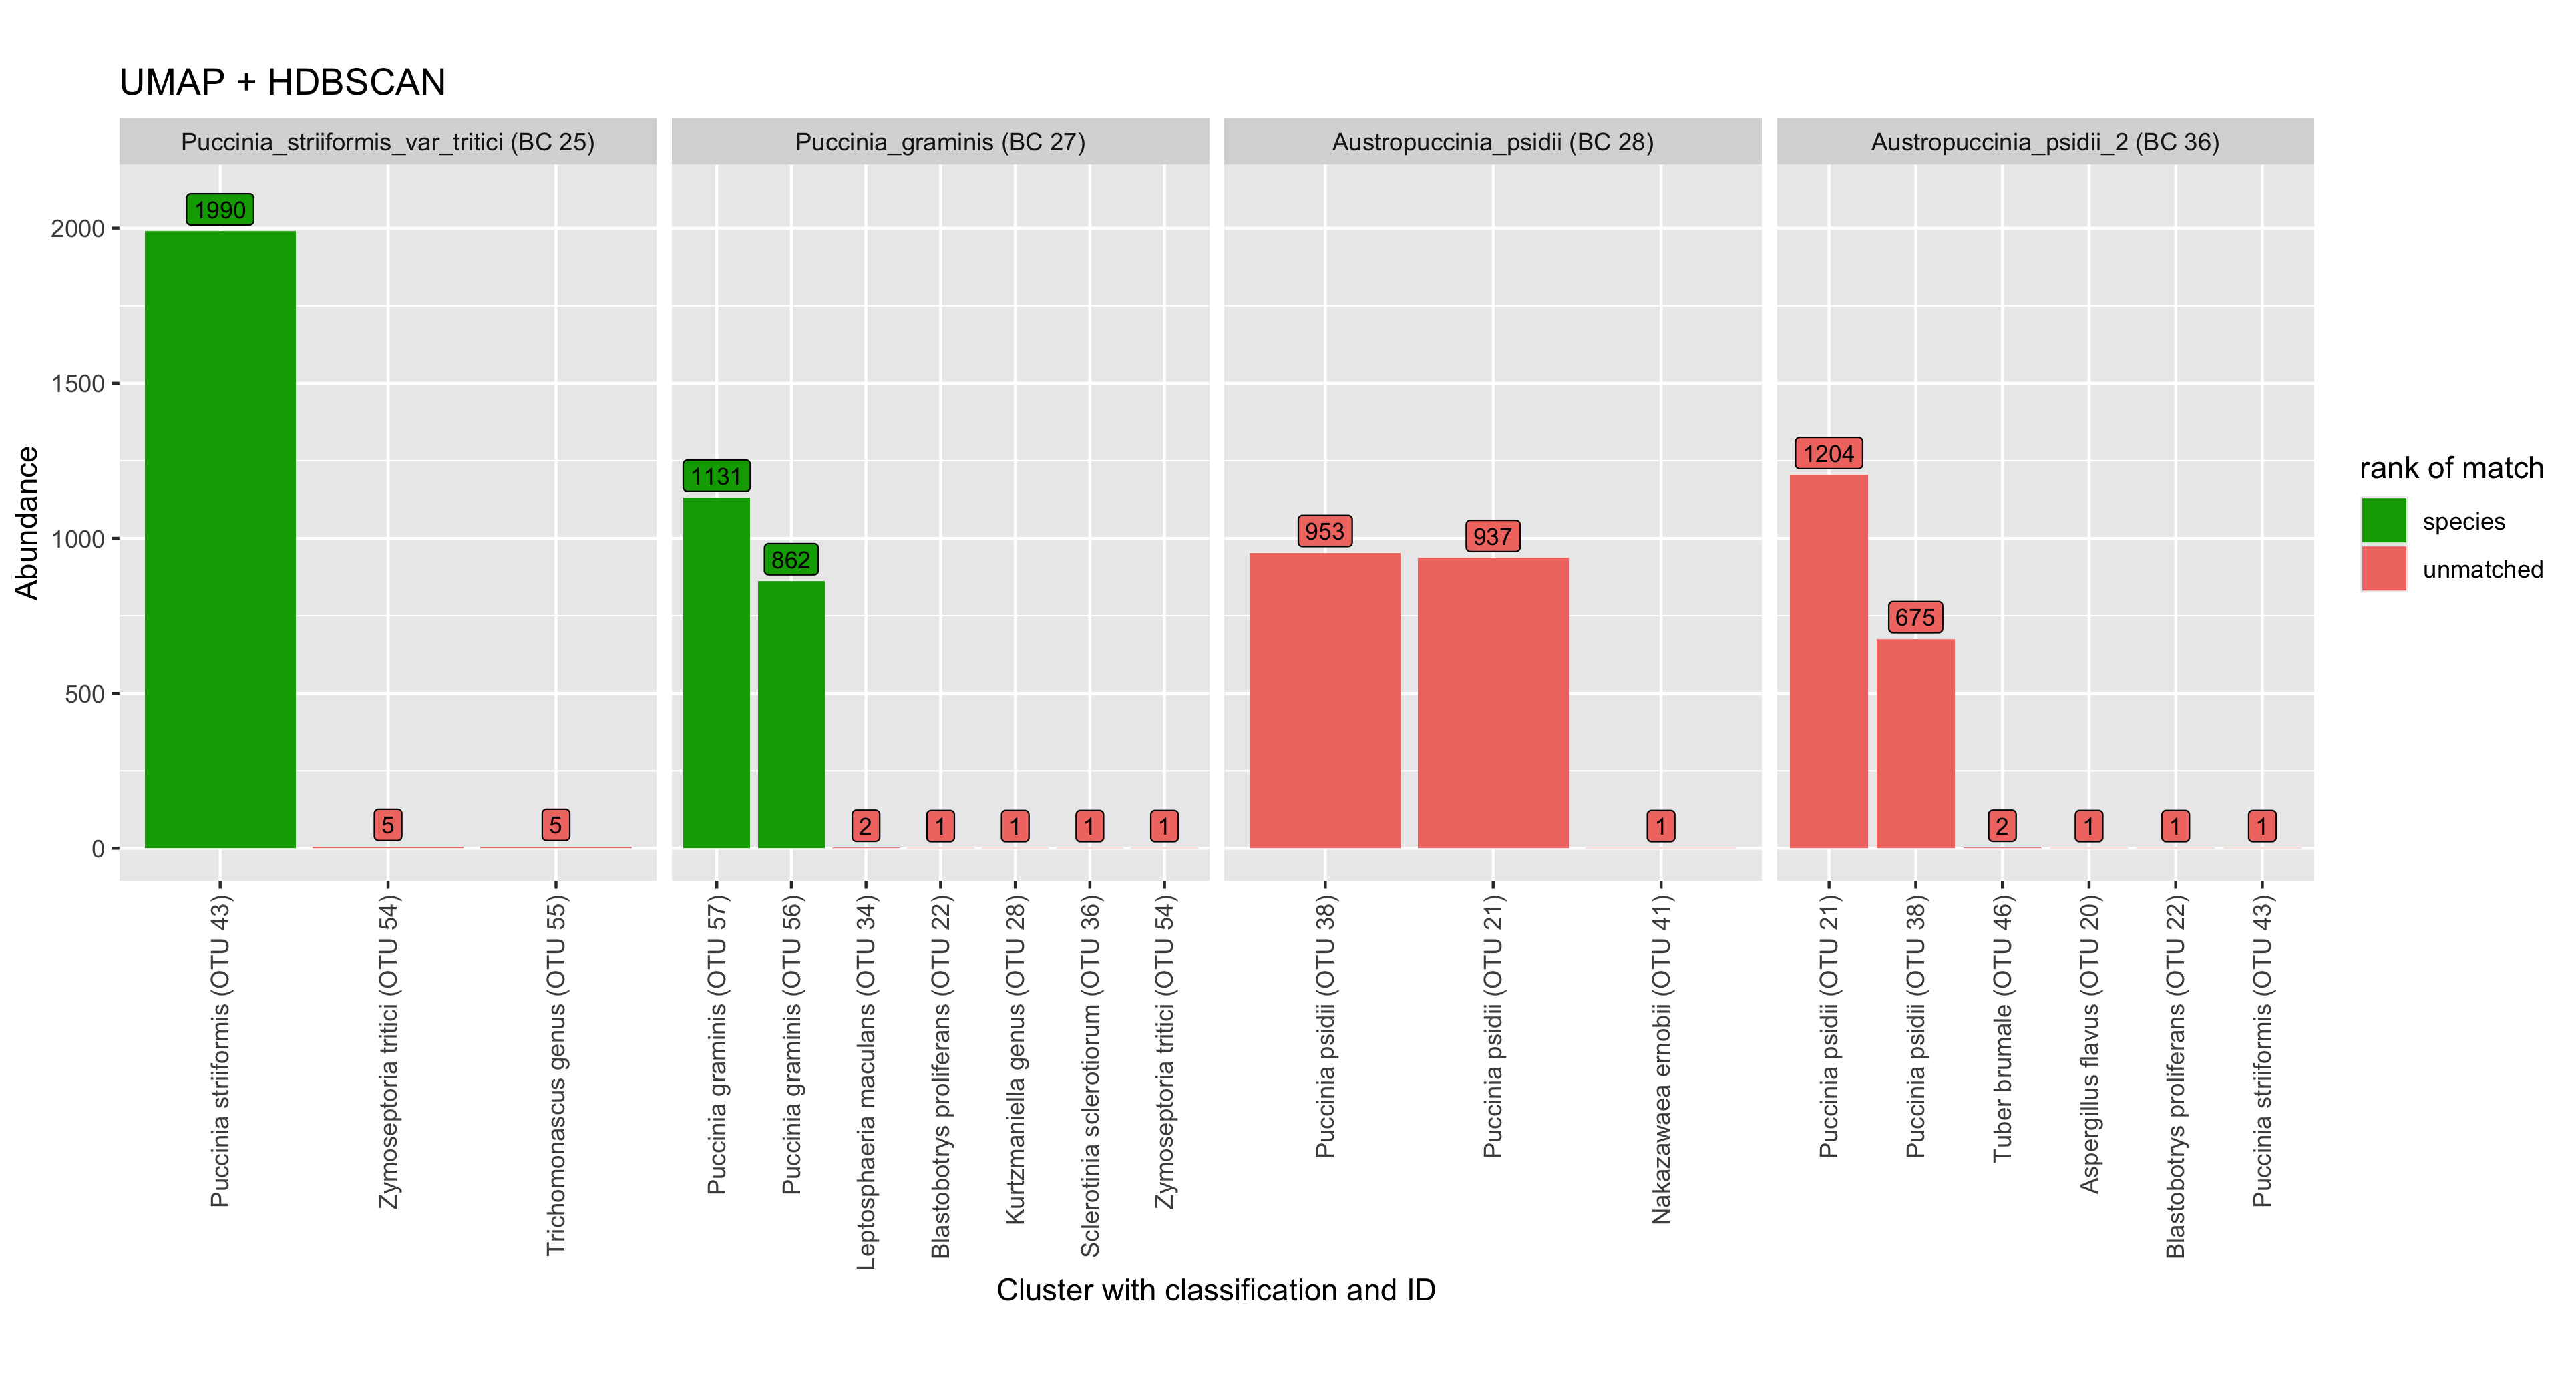 UMAP + HDBSCAN
Puccinia_striiformis_var_tritici (BC 25)
Puccinia_graminis (BC 27)
Austropuccinia_psidii (BC 28)
Austropuccinia_psidii_2 (BC 36)
Abundance
2000
1500
1000
500
0
1990
5
5
1131
862
2
1
1
1
1
953
937
1
1204
675
2
1
1
1
rank of match
species
unmatched
Puccinia striiformis (OTU 43)
Zymoseptoria tritici (OTU 54)
Trichomonascus genus (OTU 55)
Puccinia graminis (OTU 57)
Puccinia graminis (OTU 56)
Leptosphaeria maculans (OTU 34)
Blastobotrys proliferans (OTU 22)
Kurtzmaniella genus (OTU 28)
Sclerotinia sclerotiorum (OTU 36)
Zymoseptoria tritici (OTU 54)
Puccinia psidii (OTU 38)
Puccinia psidii (OTU 21)
Nakazawaea ernobii (OTU 41)
Puccinia psidii (OTU 21)
Puccinia psidii (OTU 38)
Tuber brumale (OTU 46)
Aspergillus flavus (OTU 20)
Blastobotrys proliferans (OTU 22)
Puccinia striiformis (OTU 43)
Cluster with classification and ID